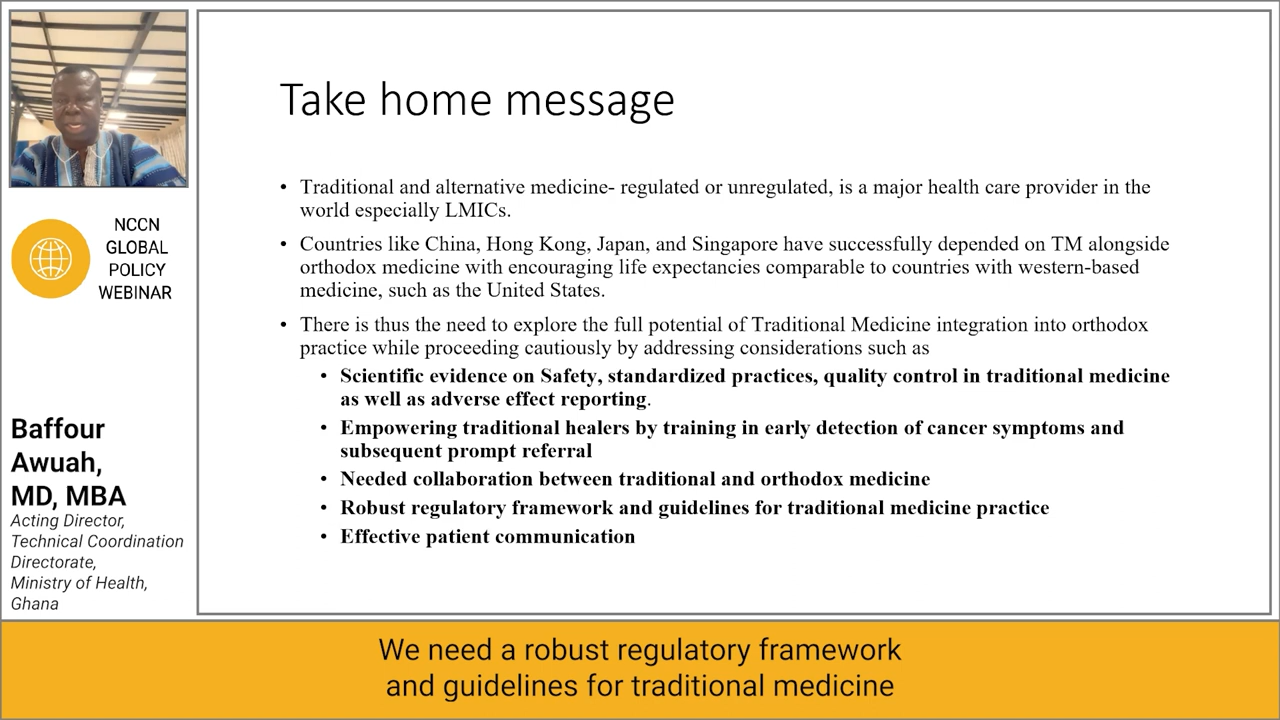 NCCN
GLOBAL
POLICY
WEBINAR
Baffour
Awuah,
MD, MBA
Acting Director,
Technical Coordination
Directorate,
Ministry of Health,
Ghana
Take home message
• Traditional and alternative medicine- regulated or unregulated, is a major health care provider in the
world especially LMICs.
• Countries like China, Hong Kong, Japan, and Singapore have successfully depended on TM alongside
orthodox medicine with encouraging life expectancies comparable to countries with western-based
medicine, such as the United States.
• There is thus the need to explore the full potential of Traditional Medicine integration into orthodox
practice while proceeding cautiously by addressing considerations such as
• Scientific evidence on Safety, standardized practices, quality control in traditional medicine
as well as adverse effect reporting.
• Empowering traditional healers by training in early detection of cancer symptoms and
subsequent prompt referral
• Needed collaboration between traditional and orthodox medicine
• Robust regulatory framework and guidelines for traditional medicine practice
• Effective patient communication
We need a robust regulatory framework
and guidelines for traditional medicine